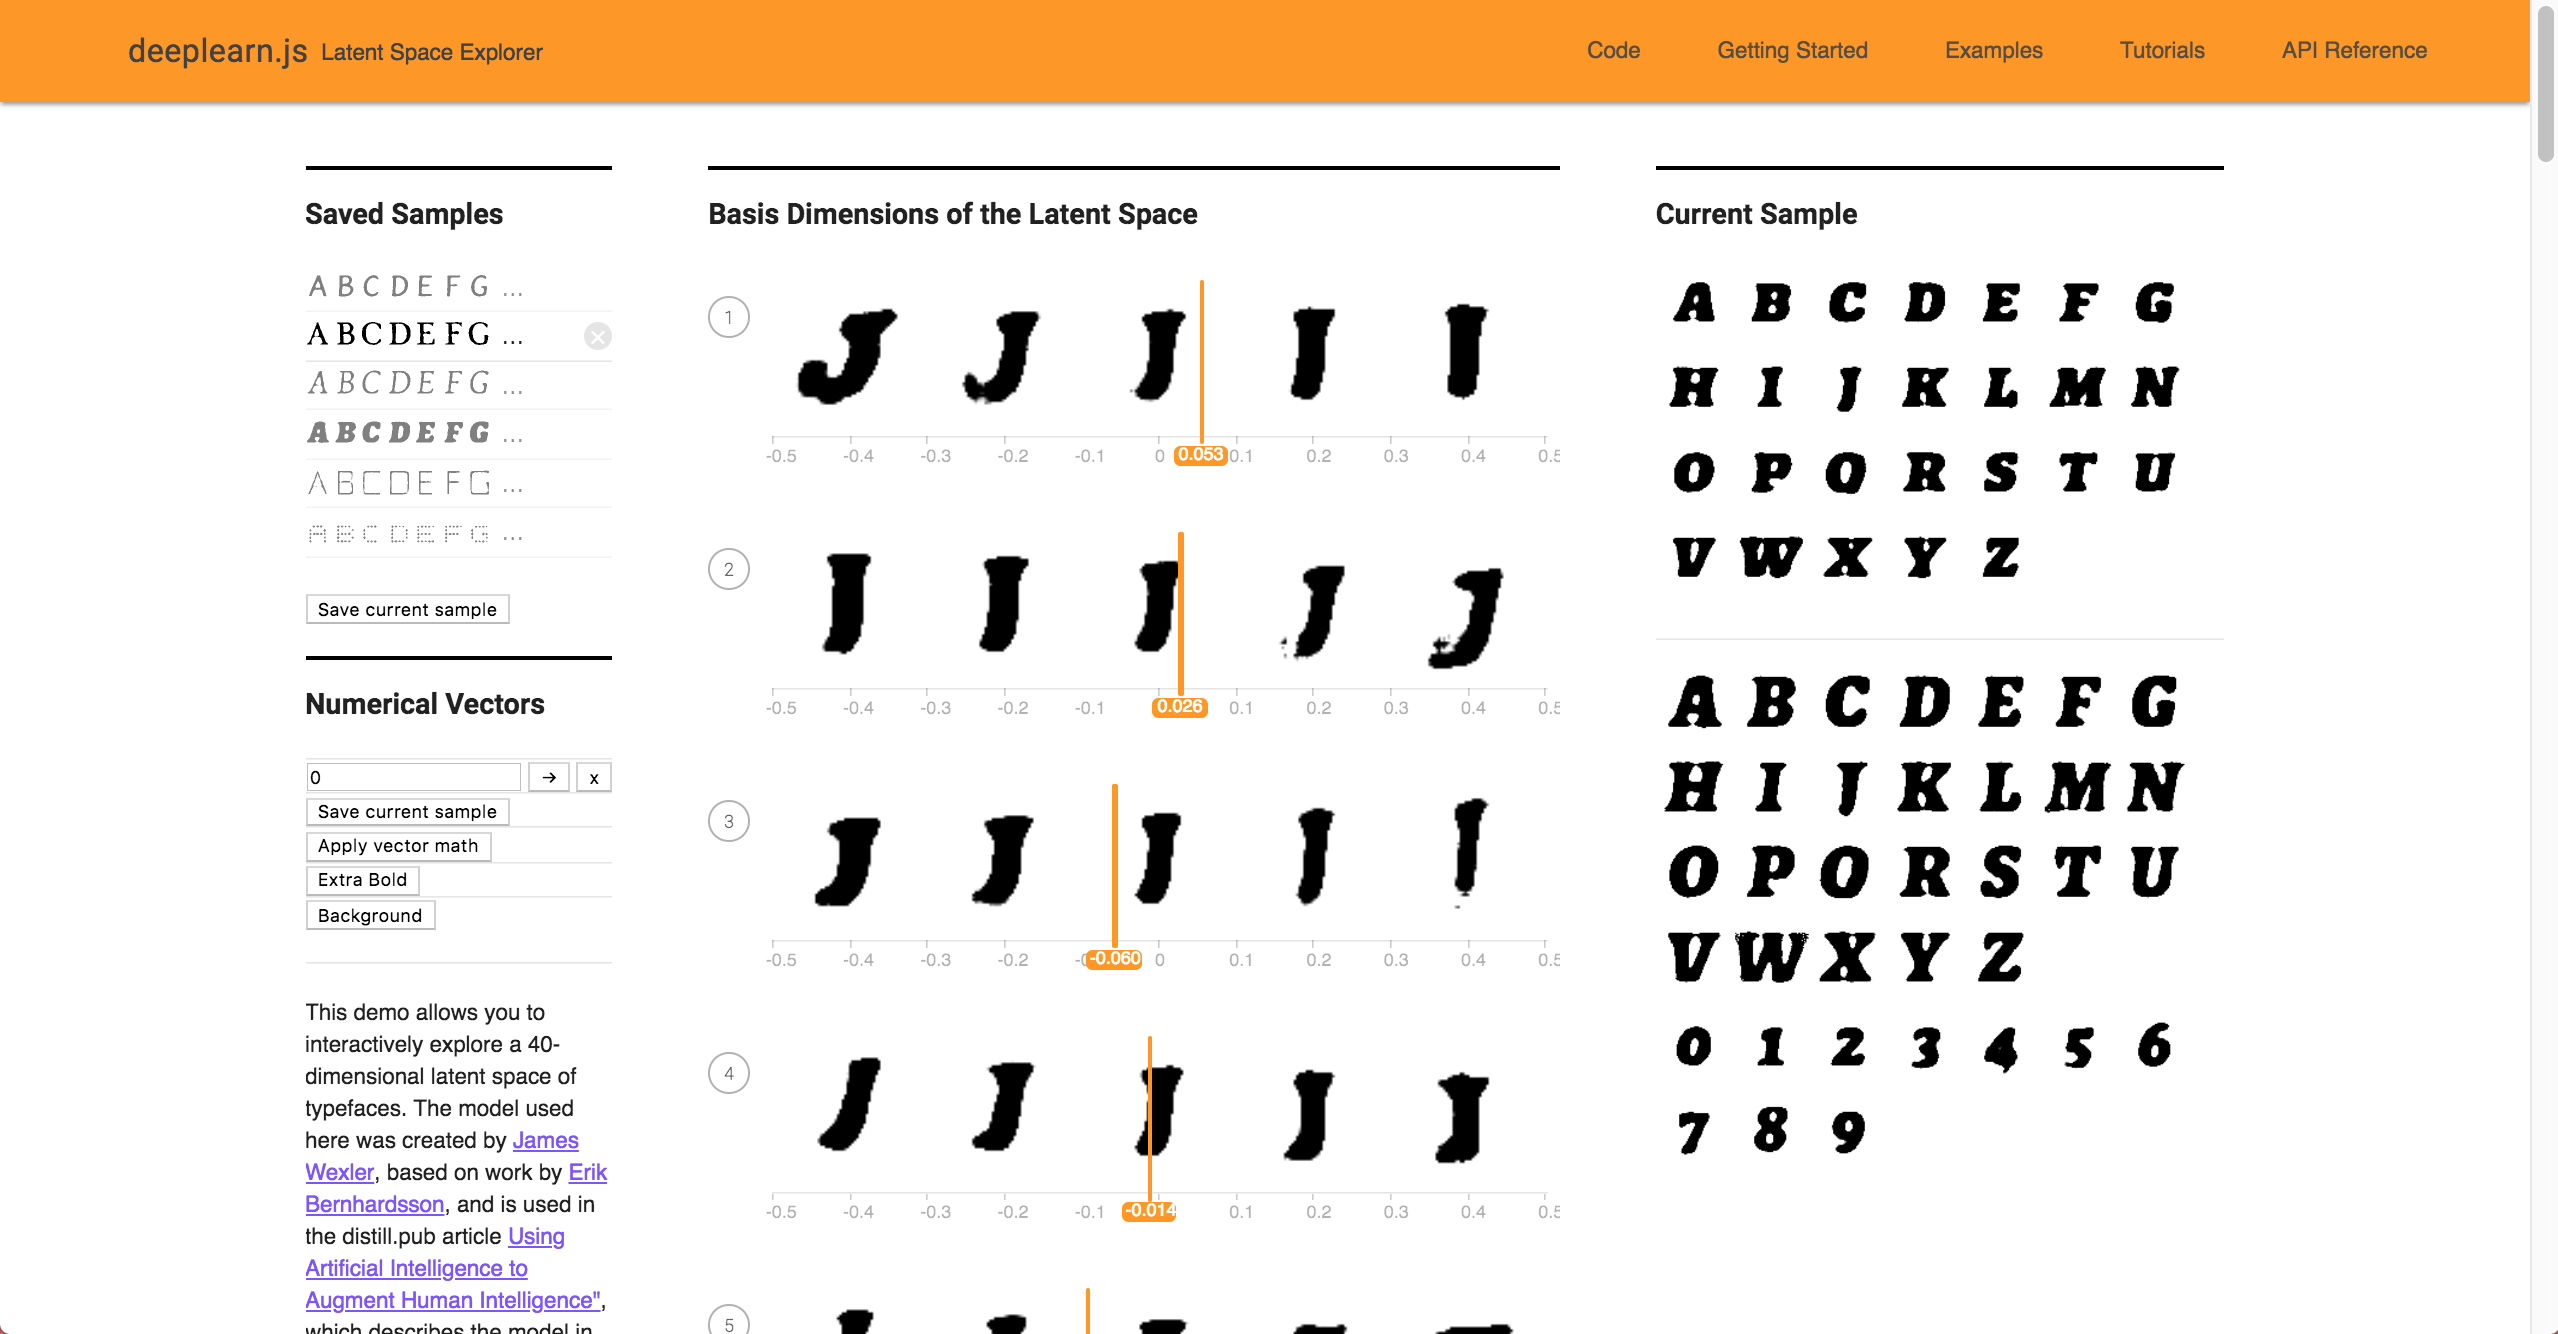 deeplearn.js Latent Space Explorer
Code Getting Started Examples Tutorials API Reference
Saved Samples
A B C D E F G ...
A B C D E F G ...
A B C D E F G ...
A B C D E F G ...
A B C D E F G ...
A B C D E F G ...
Save current sample
Numerical Vectors
0 → x
Save current sample
Apply vector math
Extra Bold
Background
This demo allows you to
interactively explore a 40-
dimensional latent space of
typefaces. The model used
here was created by James
Wexler, based on work by Erik
Bernhardsson, and is used in
the distill.pub article Using
Artificial Intelligence to
Augment Human Intelligence",
which describes the model in
Basis Dimensions of the Latent Space
1
J J J J I
-0.5 -0.4 -0.3 -0.2 -0.1 0 0.053 0.1 0.2 0.3 0.4 0.5
2
J J J J J
-0.5 -0.4 -0.3 -0.2 -0.1 0.026 0.1 0.2 0.3 0.4 0.5
3
J J J J J
-0.5 -0.4 -0.3 -0.2 -0.060 0 0.1 0.2 0.3 0.4 0.5
4
J J J J J
-0.5 -0.4 -0.3 -0.2 -0.1 -0.014 0.1 0.2 0.3 0.4 0.5
5
Current Sample
A B C D E F G
H I J K L M N
O P Q R S T U
V W X Y Z
A B C D E F G
H I J K L M N
O P Q R S T U
V W X Y Z
0 1 2 3 4 5 6
7 8 9